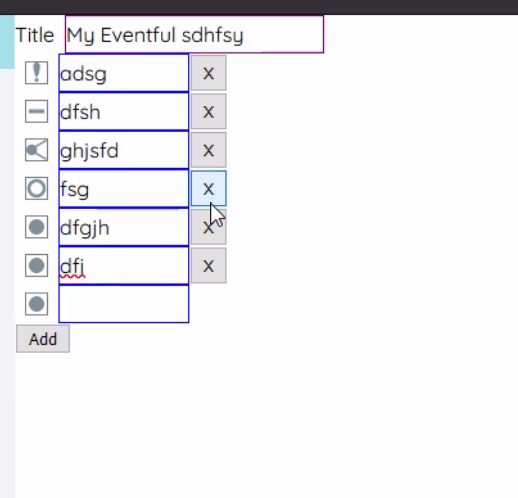 Title My Eventful sdhfsy
adsg x
dfsh x
ghjsfd x
fsg x
dfgjh x
dfj x
Add